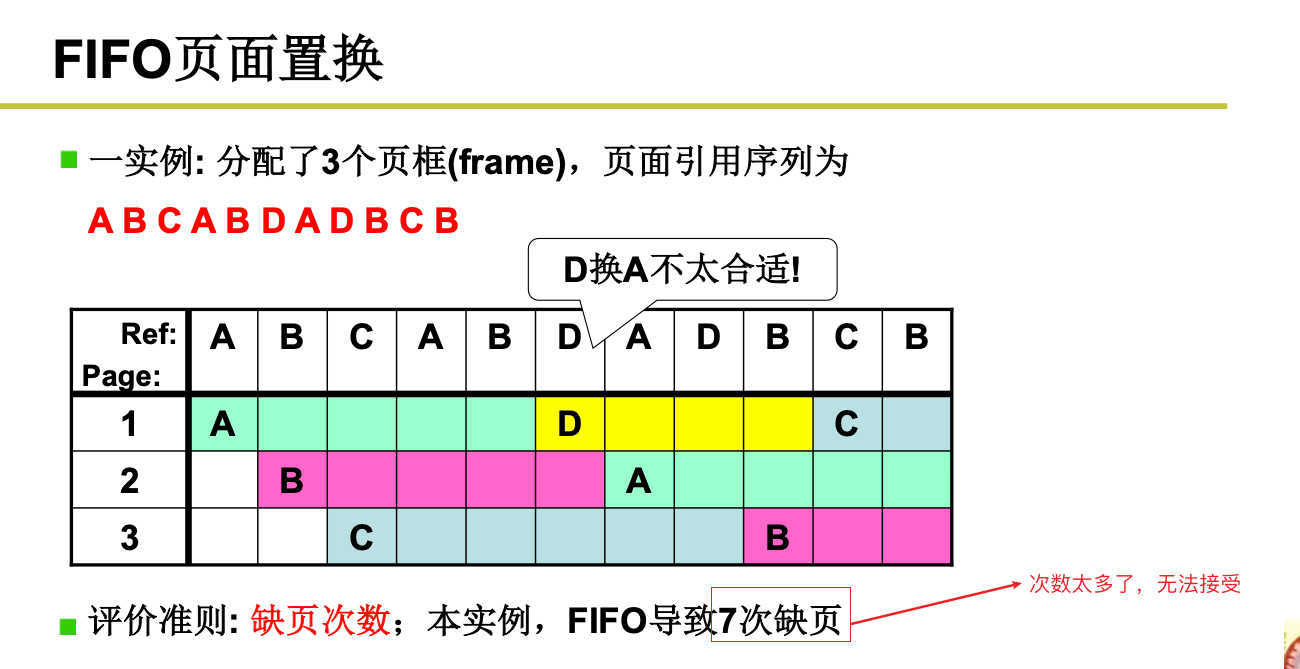 FIFO页面置换
一实例: 分配了3个页框(frame)，页面引用序列为
A B C A B D A D B C B
D换A不太合适!
Ref: A B C A B D A D B C B
Page:
1 A D C
2 B A
3 C B
评价准则: 缺页次数；本实例，FIFO导致7次缺页
次数太多了，无法接受